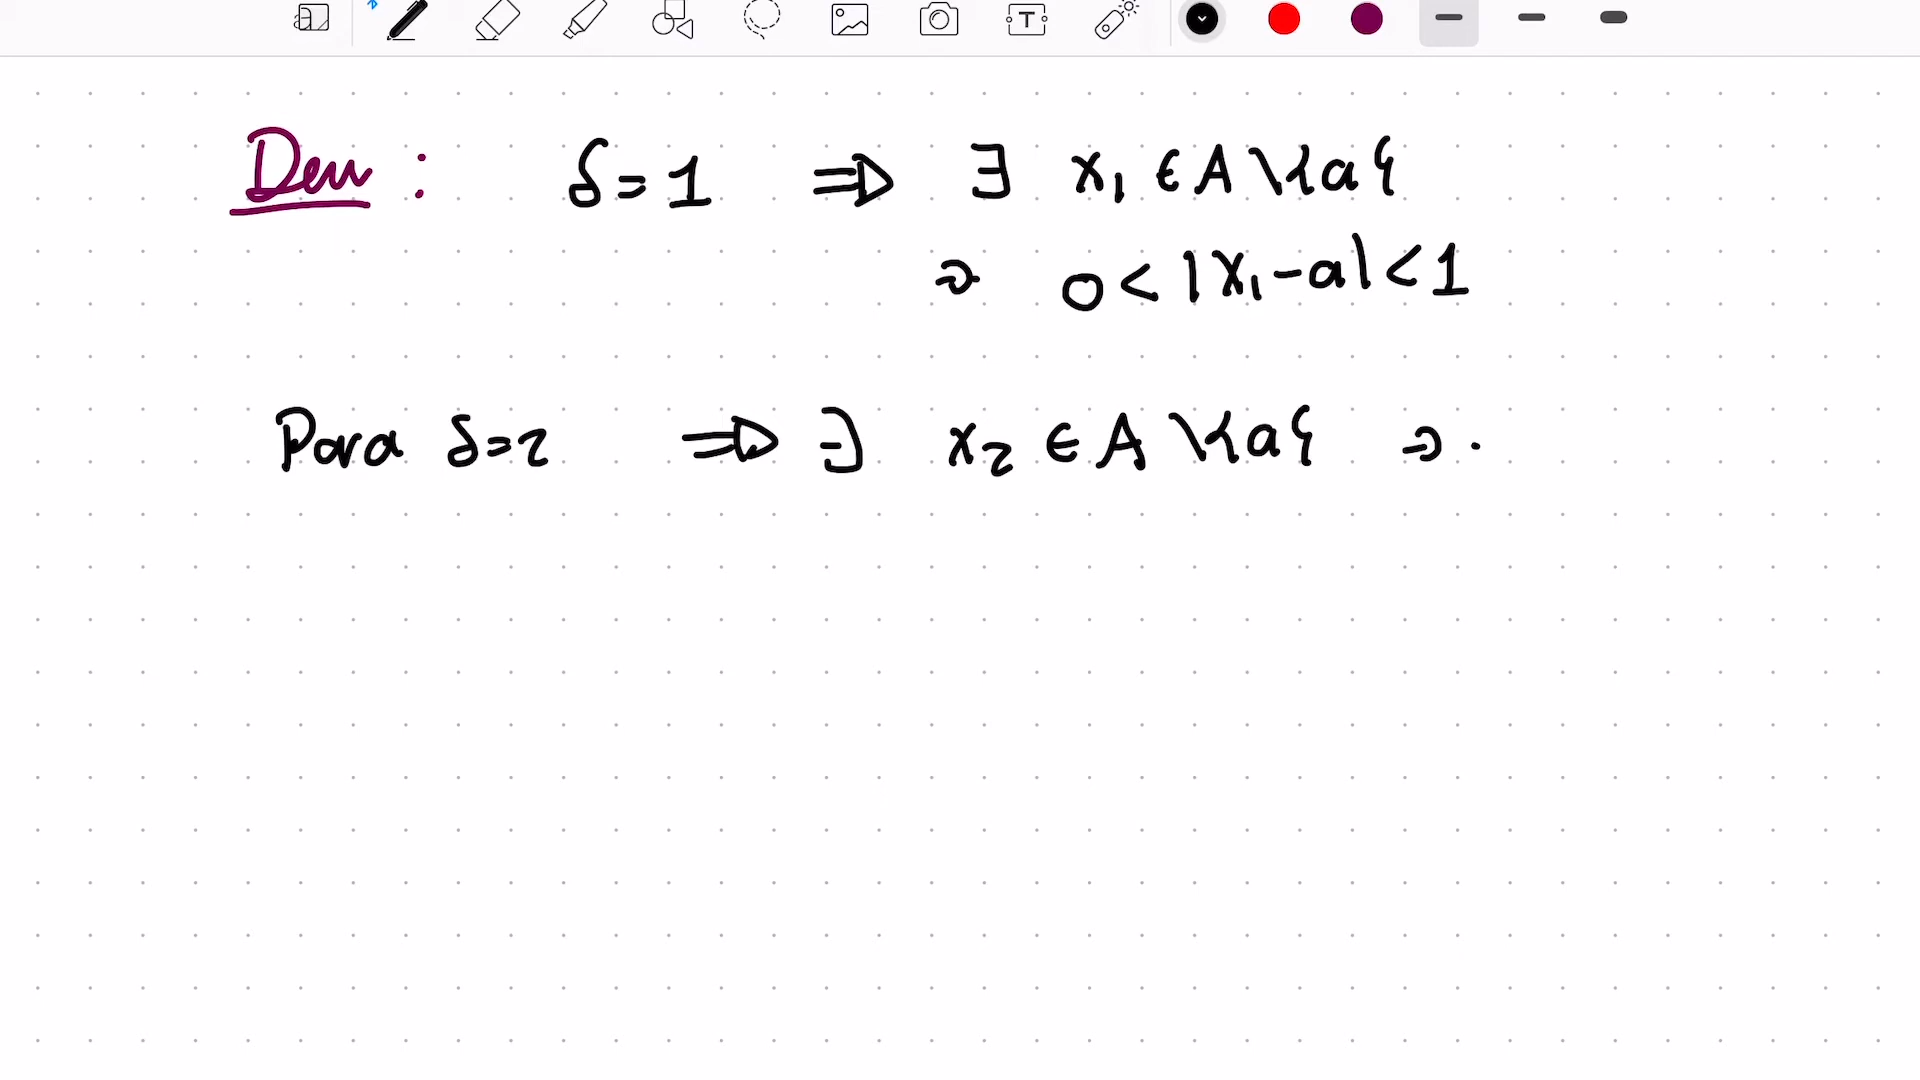 Dem : δ=1 ⇒ ∃ x₁ ∈ A \ {a}
∋ 0 < |x₁ - a| < 1
Para δ=2 ⇒ ∃ x₂ ∈ A \ {a} ∋ .